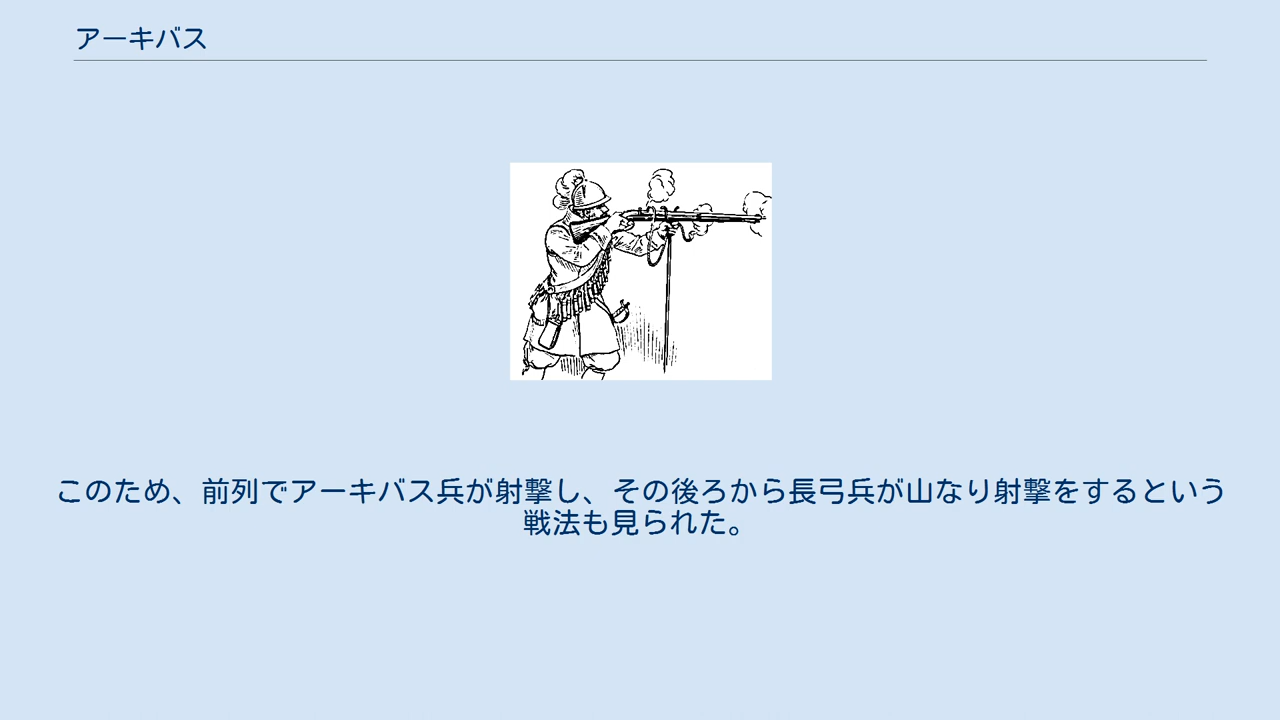 アーキバス
このため、前列でアーキバス兵が射撃し、その後ろから長弓兵が山なり射撃をするという
戦法も見られた。